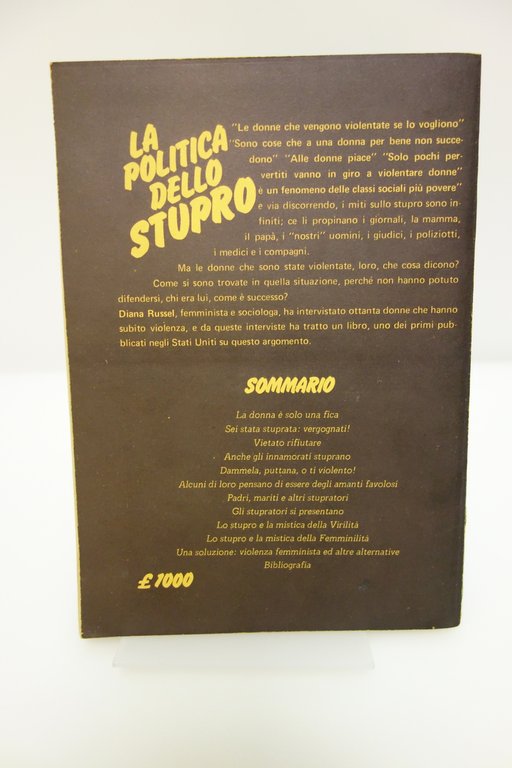 LA
POLITICA
DELLO
STUPRO
"Le donne che vengono violentate se lo vogliono"
"Sono cose che a una donna per bene non succe-
dono" "Alle donne piace" "Solo pochi per-
vertiti vanno in giro a violentare donne"
è un fenomeno delle classi sociali più povere"
e via discorrendo, i miti sullo stupro sono in-
finiti; ce li propinano i giornali, la mamma,
il papà, i "nostri" uomini, i giudici, i poliziotti,
i medici e i compagni.
Ma le donne che sono state violentate, loro, che cosa dicono?
Come si sono trovate in quella situazione, perché non hanno potuto
difendersi, chi era lui, come è successo?
Diana Russel, femminista e sociologa, ha intervistato ottanta donne che hanno
subito violenza, e da queste interviste ha tratto un libro, uno dei primi pub-
blicati negli Stati Uniti su questo argomento.
SOMMARIO
La donna è solo una fica
Sei stata stuprata: vergognati!
Vietato rifiutare
Anche gli innamorati stuprano
Dammela, puttana, o ti violento!
Alcuni di loro pensano di essere degli amanti favolosi
Padri, mariti e altri stupratori
Gli stupratori si presentano
Lo stupro e la mistica della Virilità
Lo stupro e la mistica della Femminilità
Una soluzione: violenza femminista ed altre alternative
Bibliografia
£ 1000